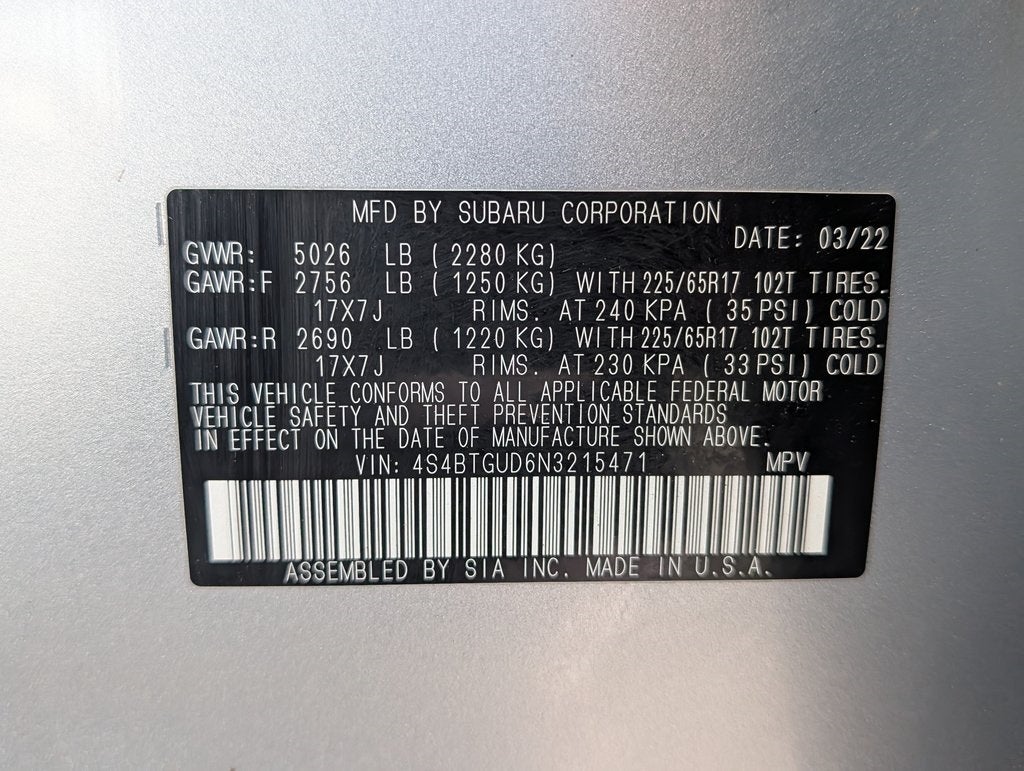 MFD BY SUBARU CORPORATION
DATE: 03/22
GVWR: 5026 LB ( 2280 KG)
GAWR:F 2756 LB ( 1250 KG) WITH 225/65R17 102T TIRES.
17X7J RIMS. AT 240 KPA ( 35 PSI) COLD
GAWR:R 2690 LB ( 1220 KG) WITH 225/65R17 102T TIRES.
17X7J RIMS. AT 230 KPA ( 33 PSI) COLD
THIS VEHICLE CONFORMS TO ALL APPLICABLE FEDERAL MOTOR
VEHICLE SAFETY AND THEFT PREVENTION STANDARDS
IN EFFECT ON THE DATE OF MANUFACTURE SHOWN ABOVE.
VIN: 4S4BTGUD6N3215471 MPV
ASSEMBLED BY SIA INC. MADE IN U.S.A.